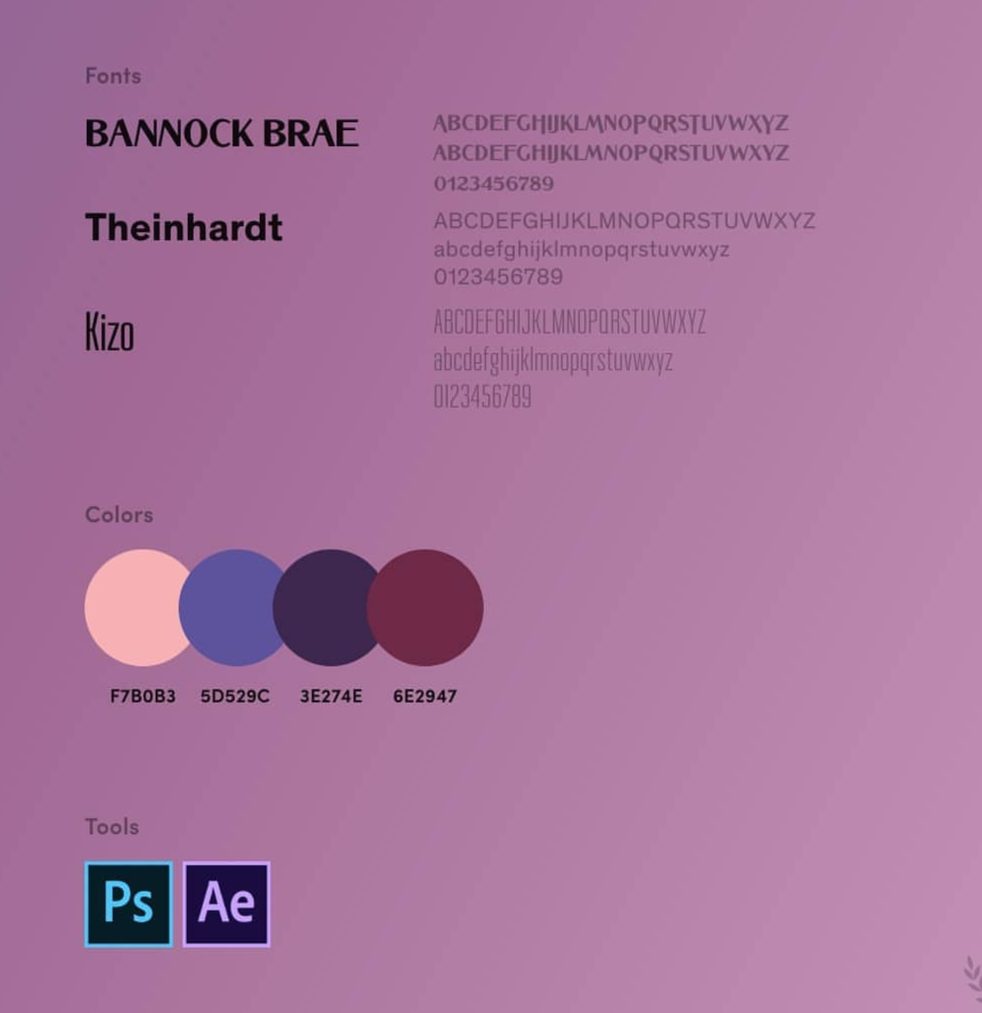 Fonts
BANNOCK BRAE
ABCDEFGHIJKLMNOPQRSTUVWXYZ
ABCDEFGHIJKLMNOPQRSTUVWXYZ
0123456789
Theinhardt
ABCDEFGHIJKLMNOPQRSTUVWXYZ
abcdefghijklmnopqrstuvwxyz
0123456789
Kizo
ABCDEFGHIJKLMNOPQRSTUVWXYZ
abcdefghijklmnopqrstuvwxyz
0123456789
Colors
F7B0B3 5D529C 3E274E 6E2947
Tools
Ps Ae